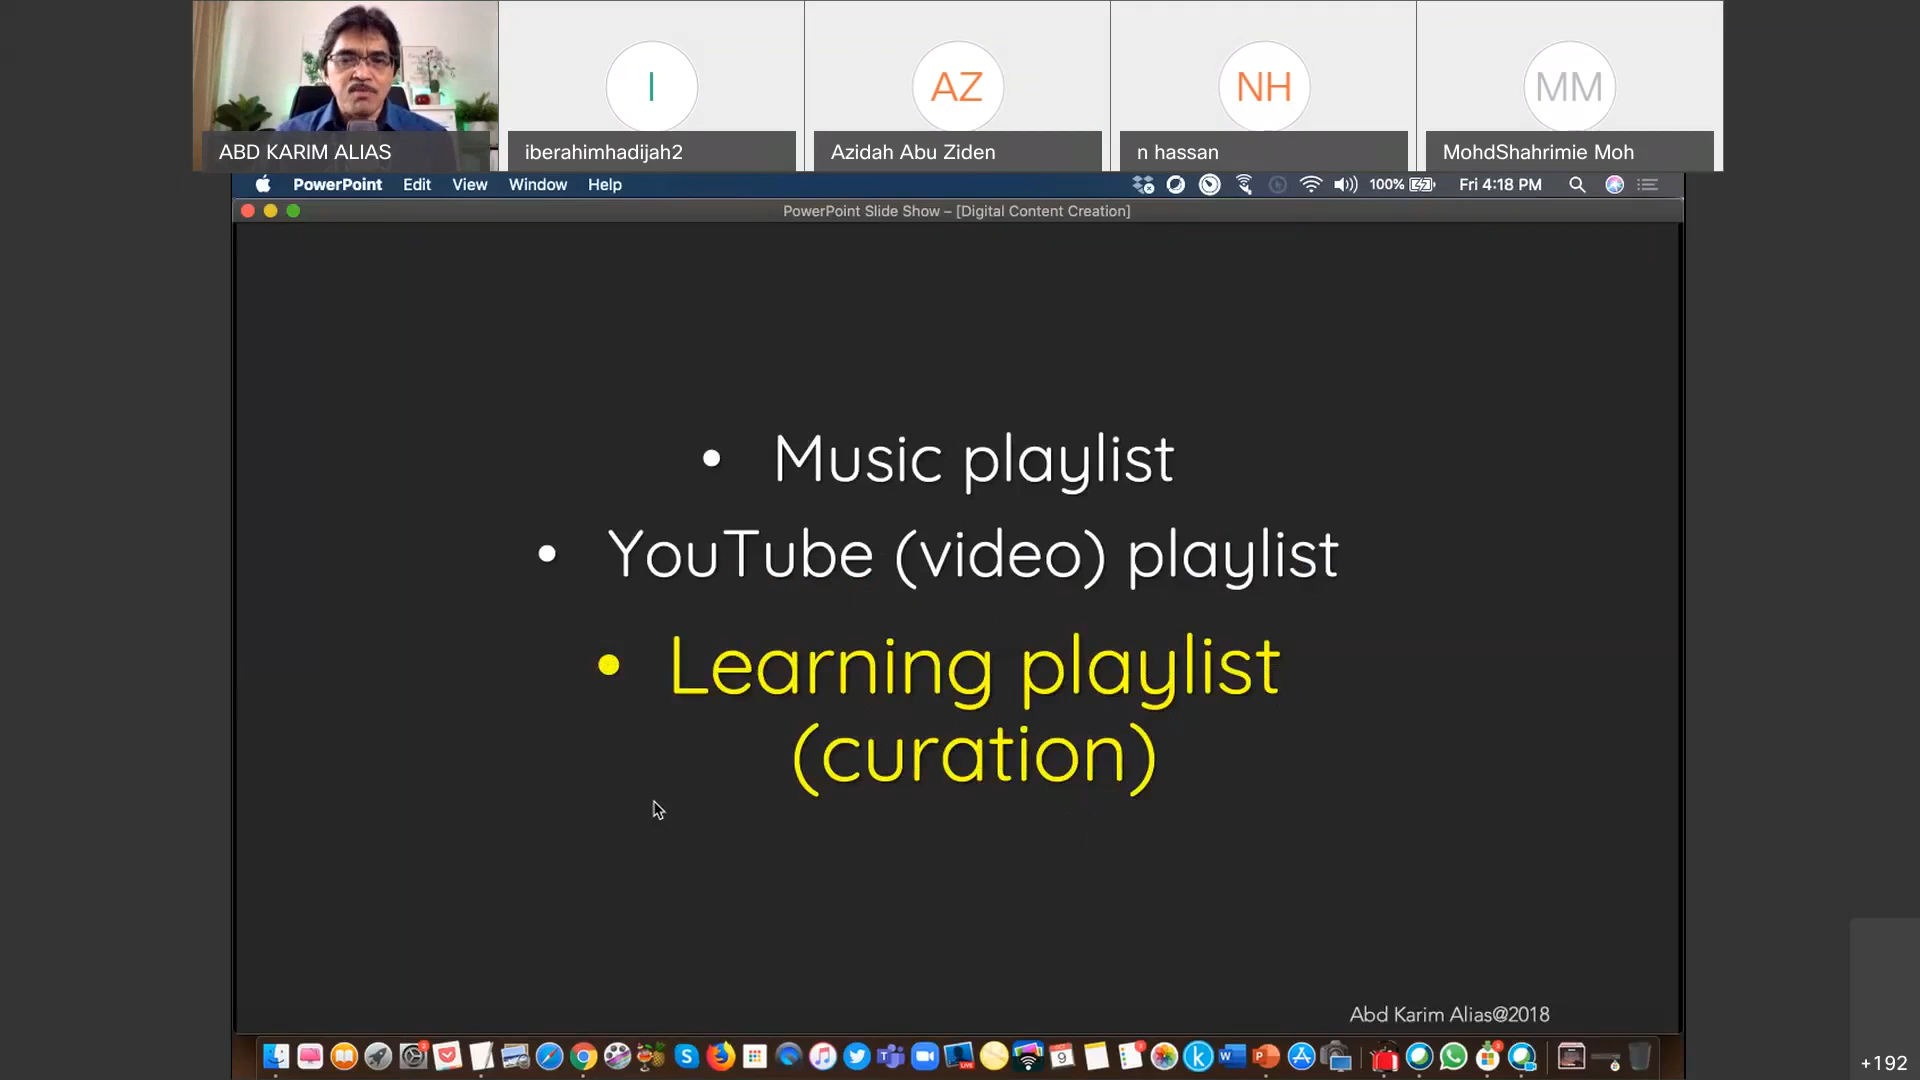 I
AZ
NH
MM
ABD KARIM ALIAS
iberahimhadijah2
Azidah Abu Ziden
n hassan
MohdShahrimie Moh
PowerPoint Edit View Window Help
100% Fri 4:18 PM
PowerPoint Slide Show – [Digital Content Creation]
• Music playlist
• YouTube (video) playlist
• Learning playlist
(curation)
Abd Karim Alias@2018
9
+192